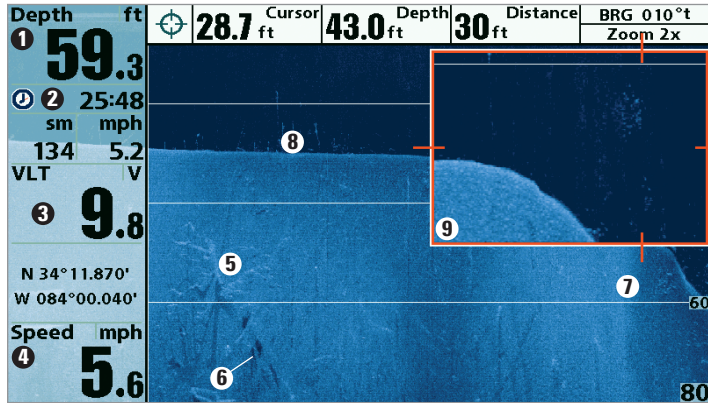 Depth ft
1 59.3
2 25:48
sm mph
134 5.2
VLT V
3 9.8
N 34°11.870'
W 084°00.040'
Speed mph
4 5.6
Cursor 28.7 ft
Depth 43.0 ft
Distance 30 ft
BRG 010°t
Zoom 2x
8
9
5
7
60
6
80